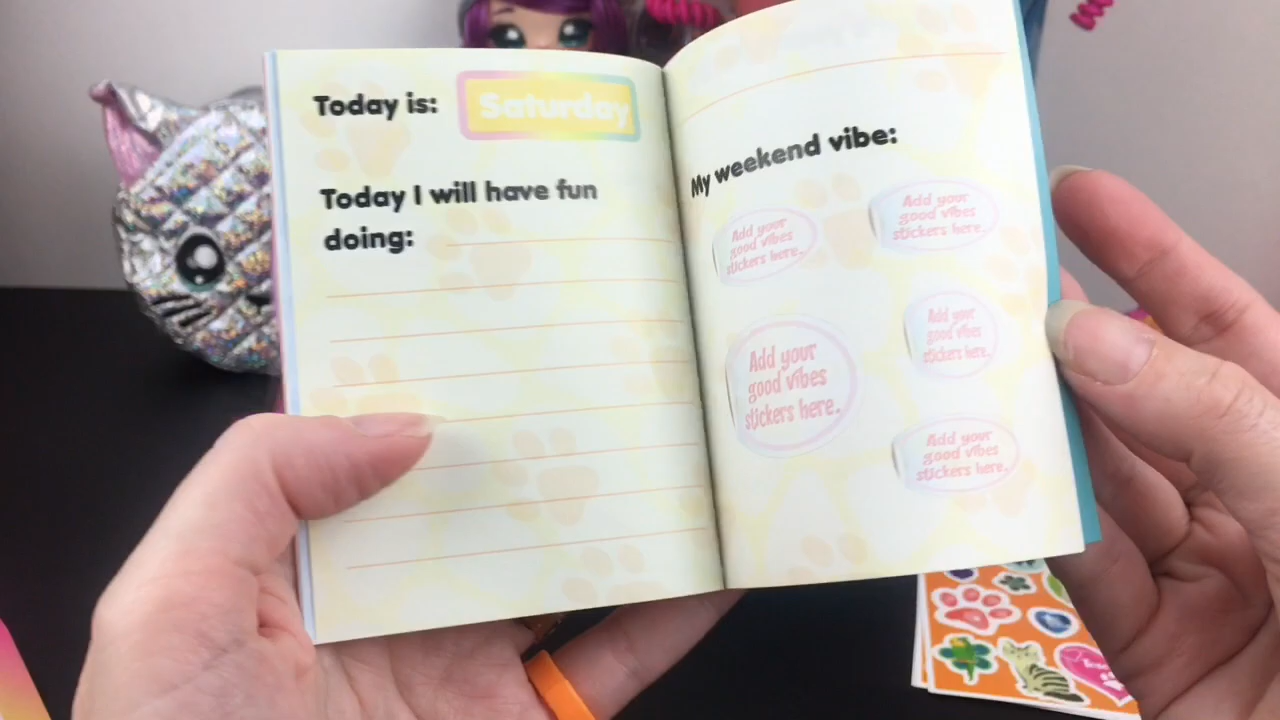 Today is: Saturday
Today I will have fun
doing:
My weekend vibe:
Add your
good vibes
stickers here.
Add your
good vibes
stickers here.
Add your
good vibes
stickers here.
Add your
good vibes
stickers here.
Add your
good vibes
stickers here.